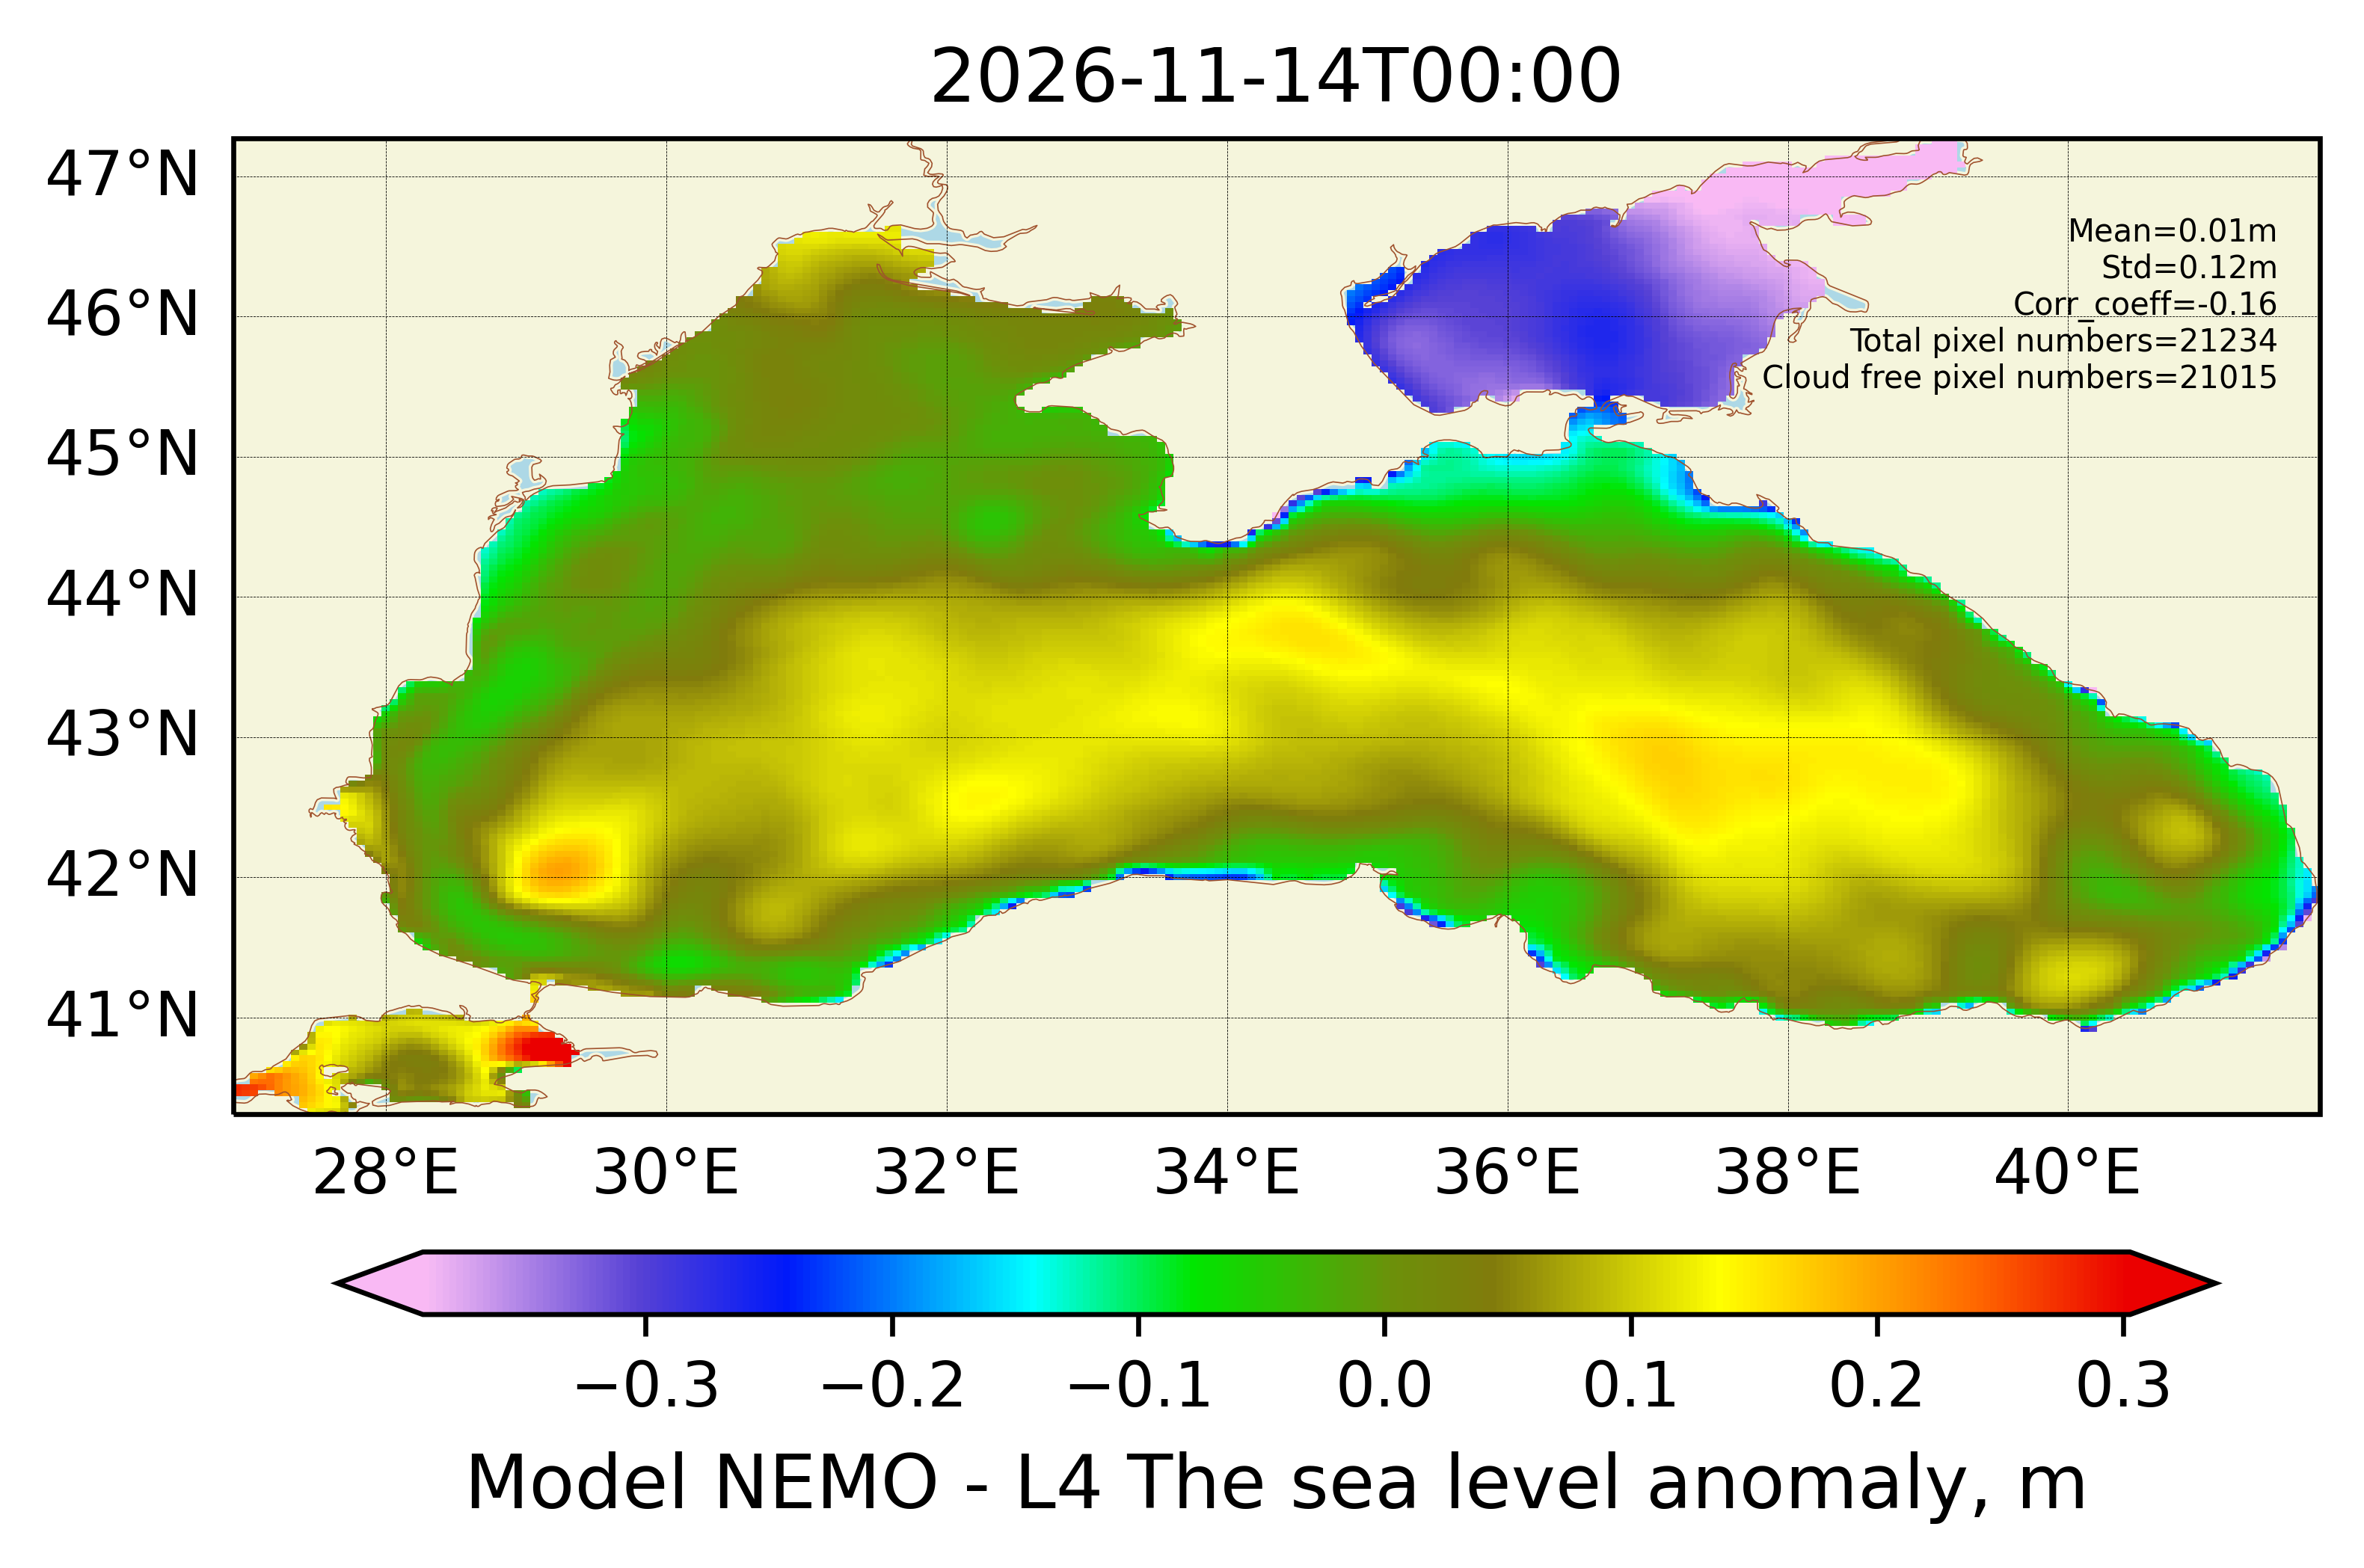 2026-11-14T00:00
47°N
46°N
45°N
44°N
43°N
42°N
41°N
Mean=0.01m
Std=0.12m
Corr_coeff=-0.16
Total pixel numbers=21234
Cloud free pixel numbers=21015
28°E 30°E 32°E 34°E 36°E 38°E 40°E
−0.3 −0.2 −0.1 0.0 0.1 0.2 0.3
Model NEMO - L4 The sea level anomaly, m